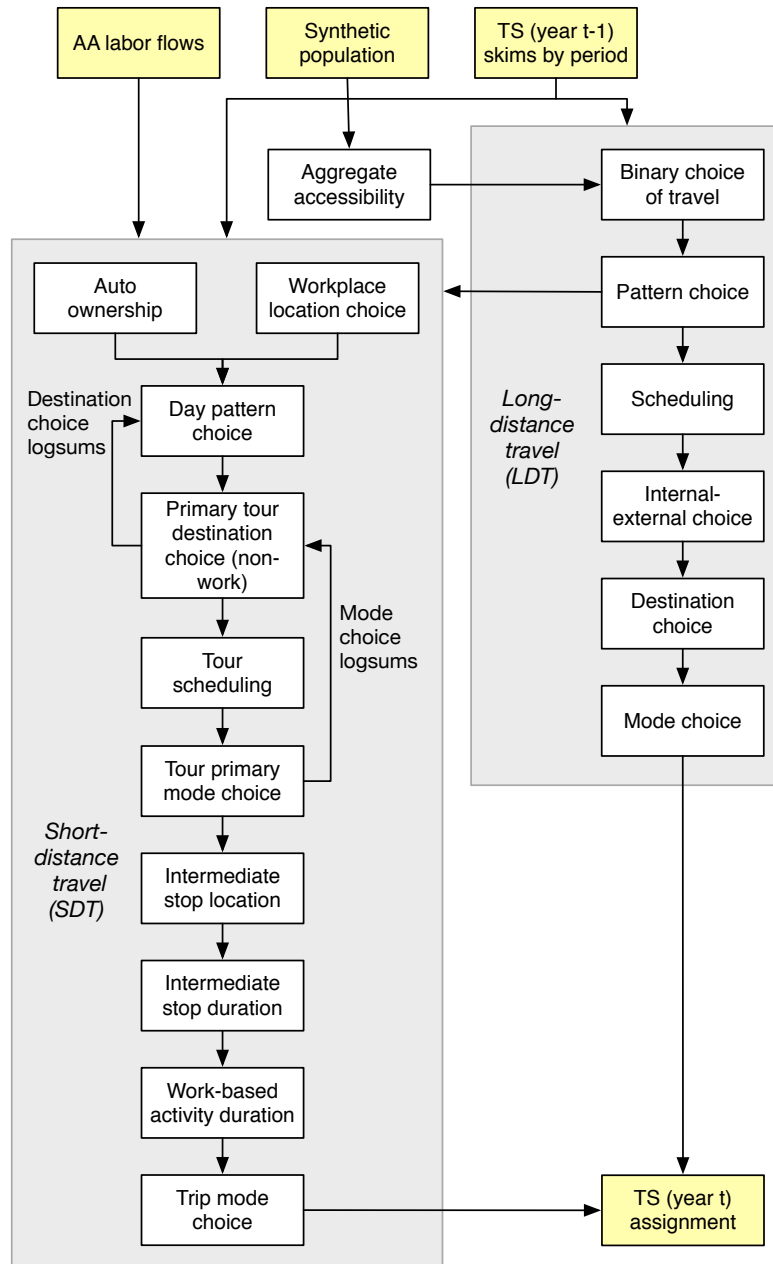 AA labor flows
Synthetic
population
TS (year t-1)
skims by period
Aggregate
accessibility
Binary choice
of travel
Pattern choice
Scheduling
Internal-
external choice
Destination
choice
Mode choice
Long-
distance
travel
(LDT)
Auto
ownership
Workplace
location choice
Destination
choice
logsums
Day pattern
choice
Primary tour
destination
choice (non-
work)
Mode
choice
logsums
Tour
scheduling
Tour primary
mode choice
Short-
distance
travel
(SDT)
Intermediate
stop location
Intermediate
stop duration
Work-based
activity duration
Trip mode
choice
TS (year t)
assignment